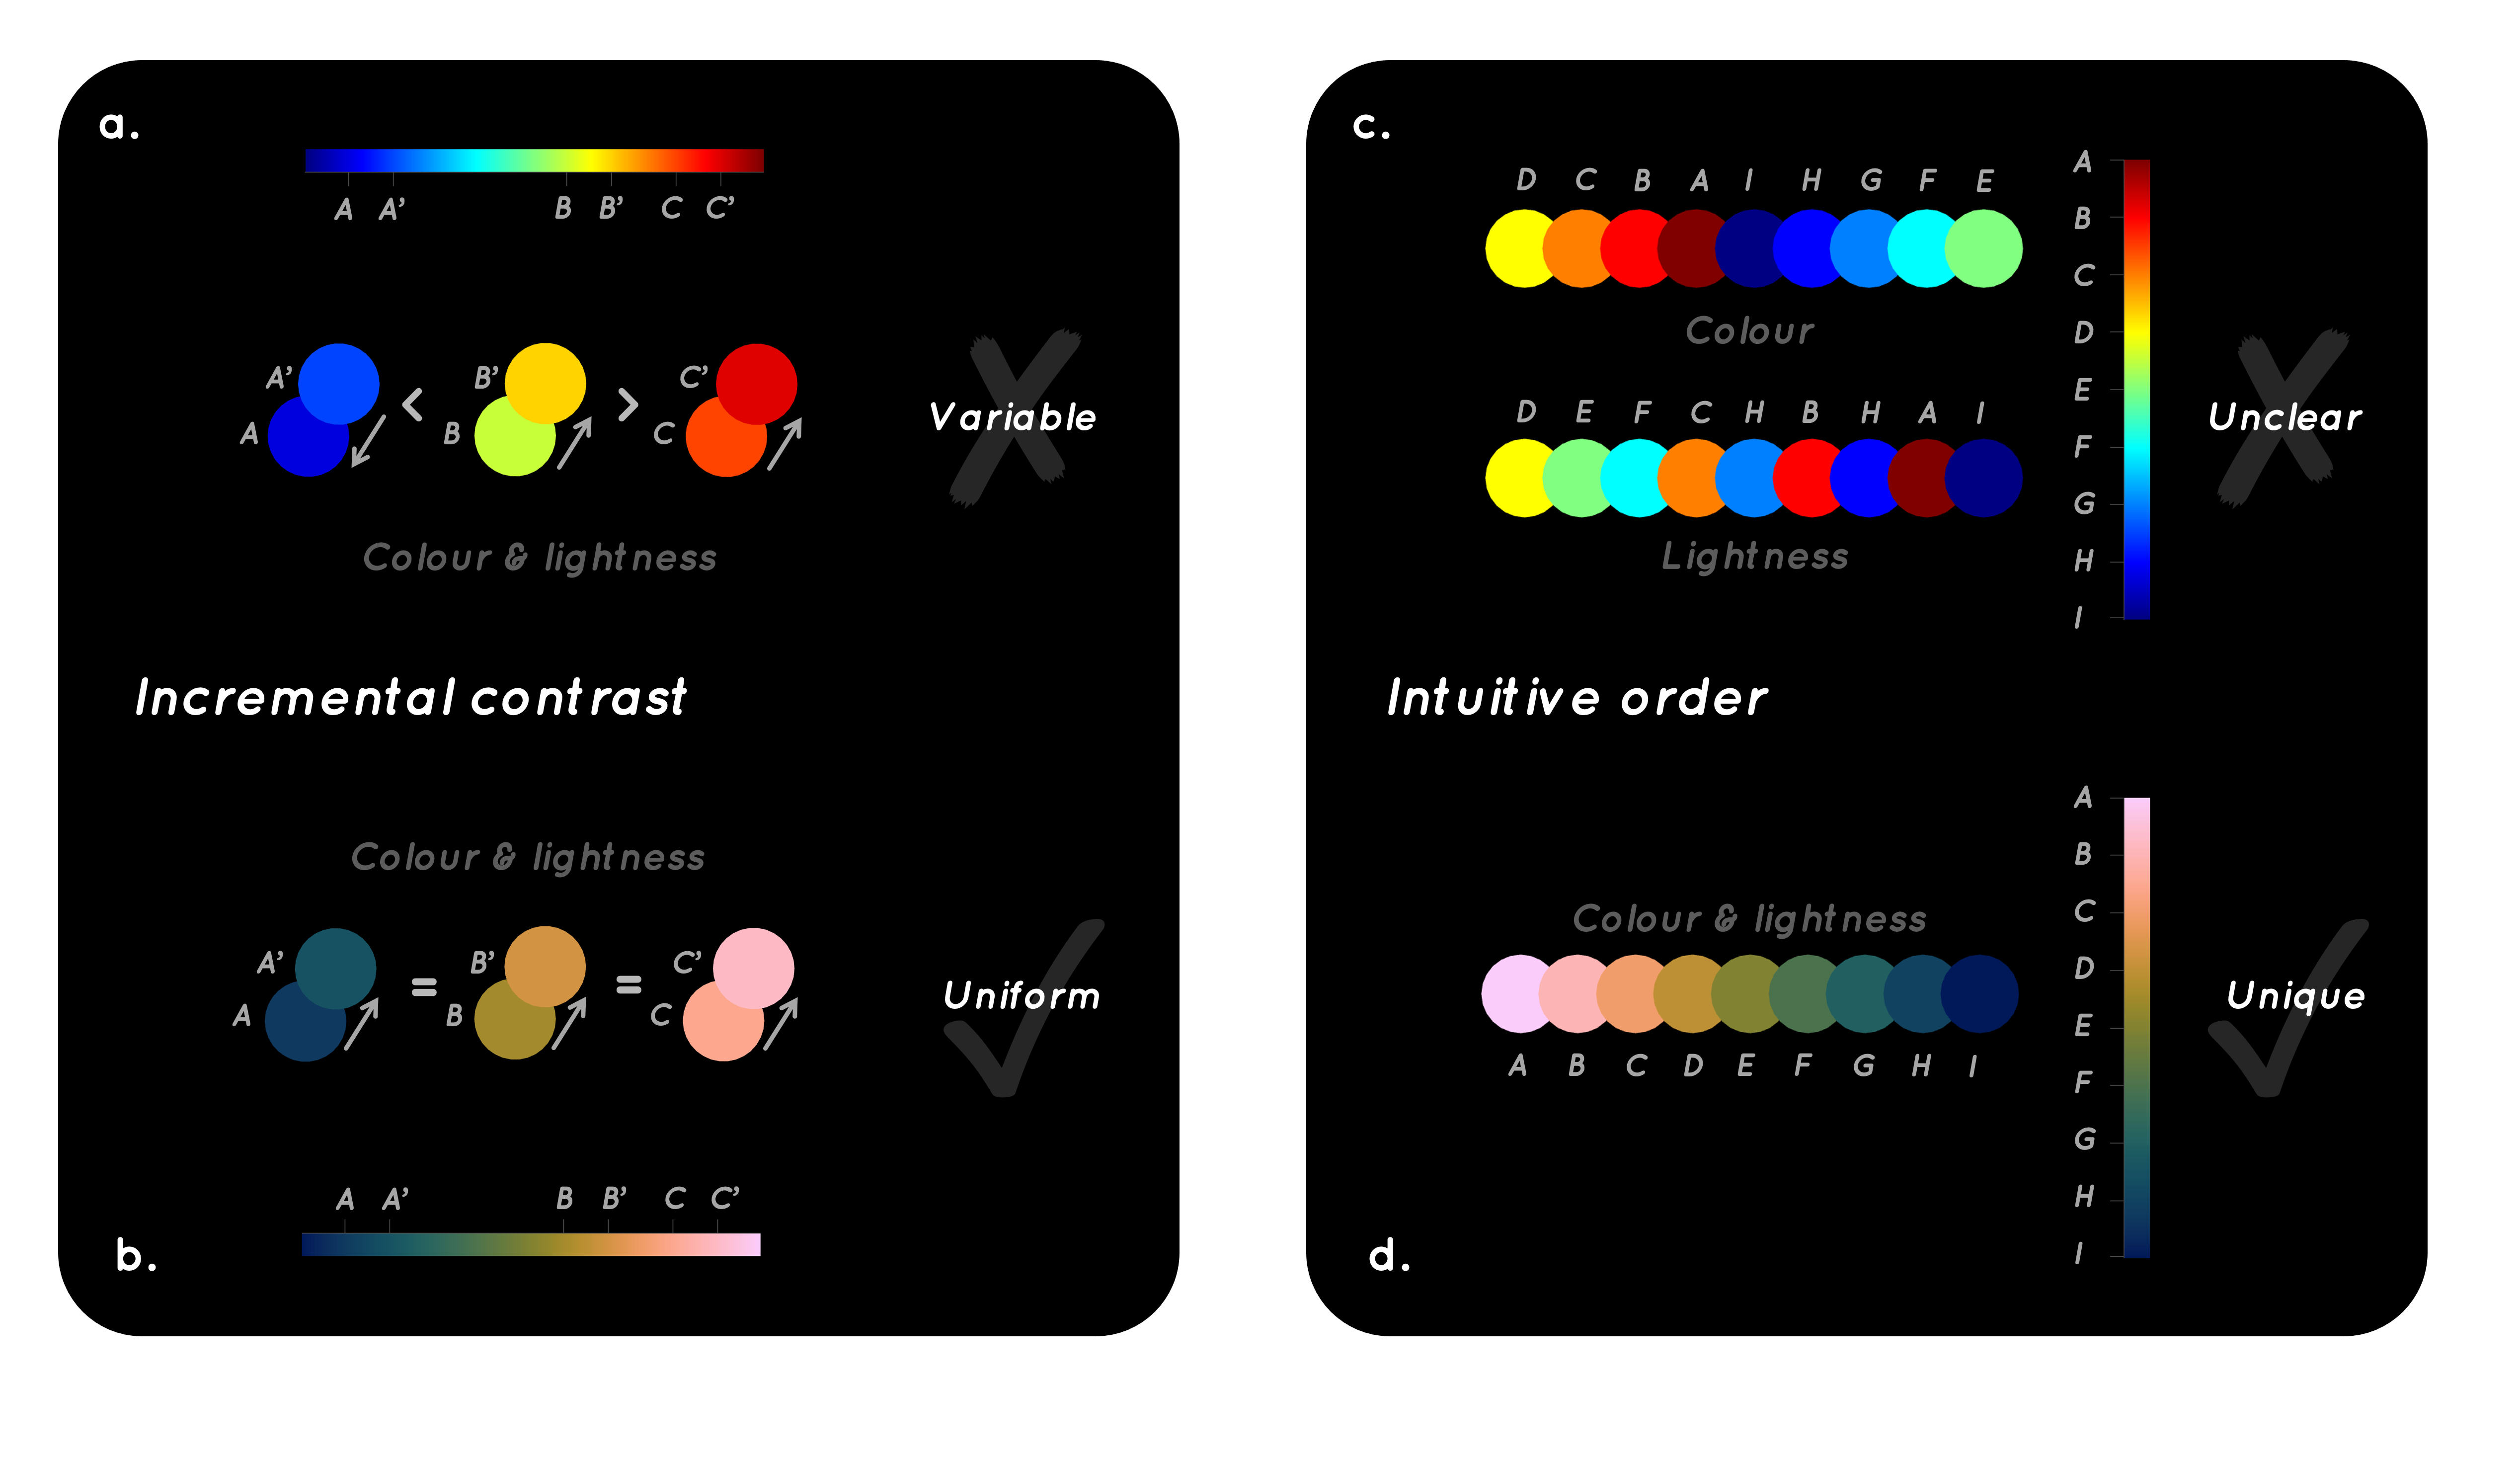 a.
A A' B B' C C'
A' < B' > C'
A B C
Variable
Colour & lightness
Incremental contrast
Colour & lightness
A' = B' = C'
A B C
Uniform
A A' B B' C C'
b.
c.
D C B A I H G F E
Colour
D E F C H B H A I
Lightness
A
B
C
D
E
F
G
H
I
Unclear
Intuitive order
Colour & lightness
A B C D E F G H I
A
B
C
D
E
F
G
H
I
Unique
d.